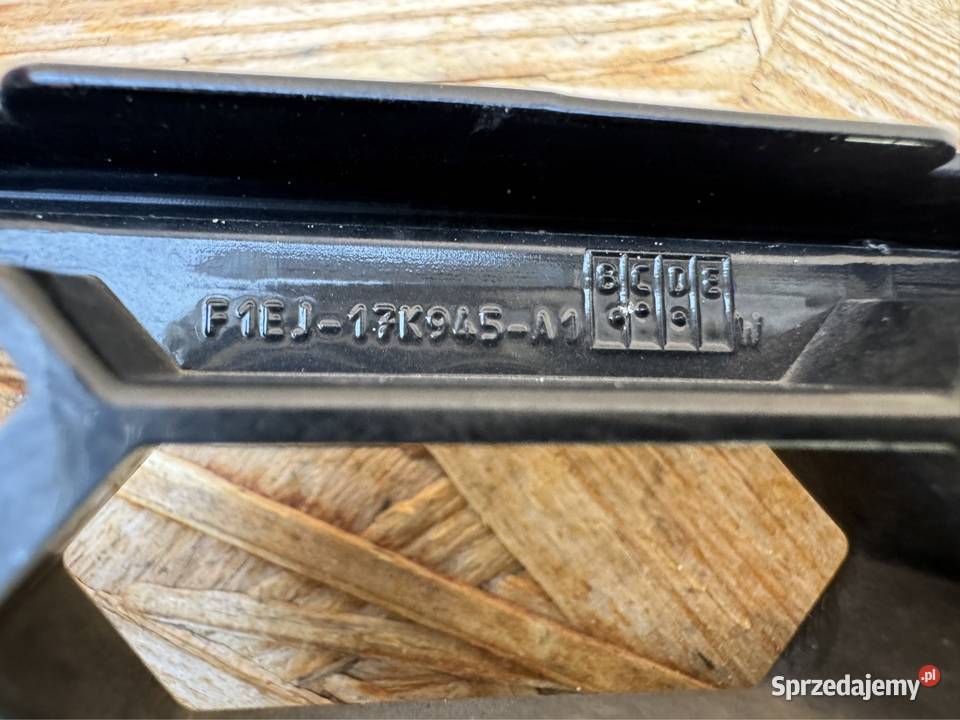 B C D E
F1EJ-17K945-A1 W
Sprzedajemy.pl